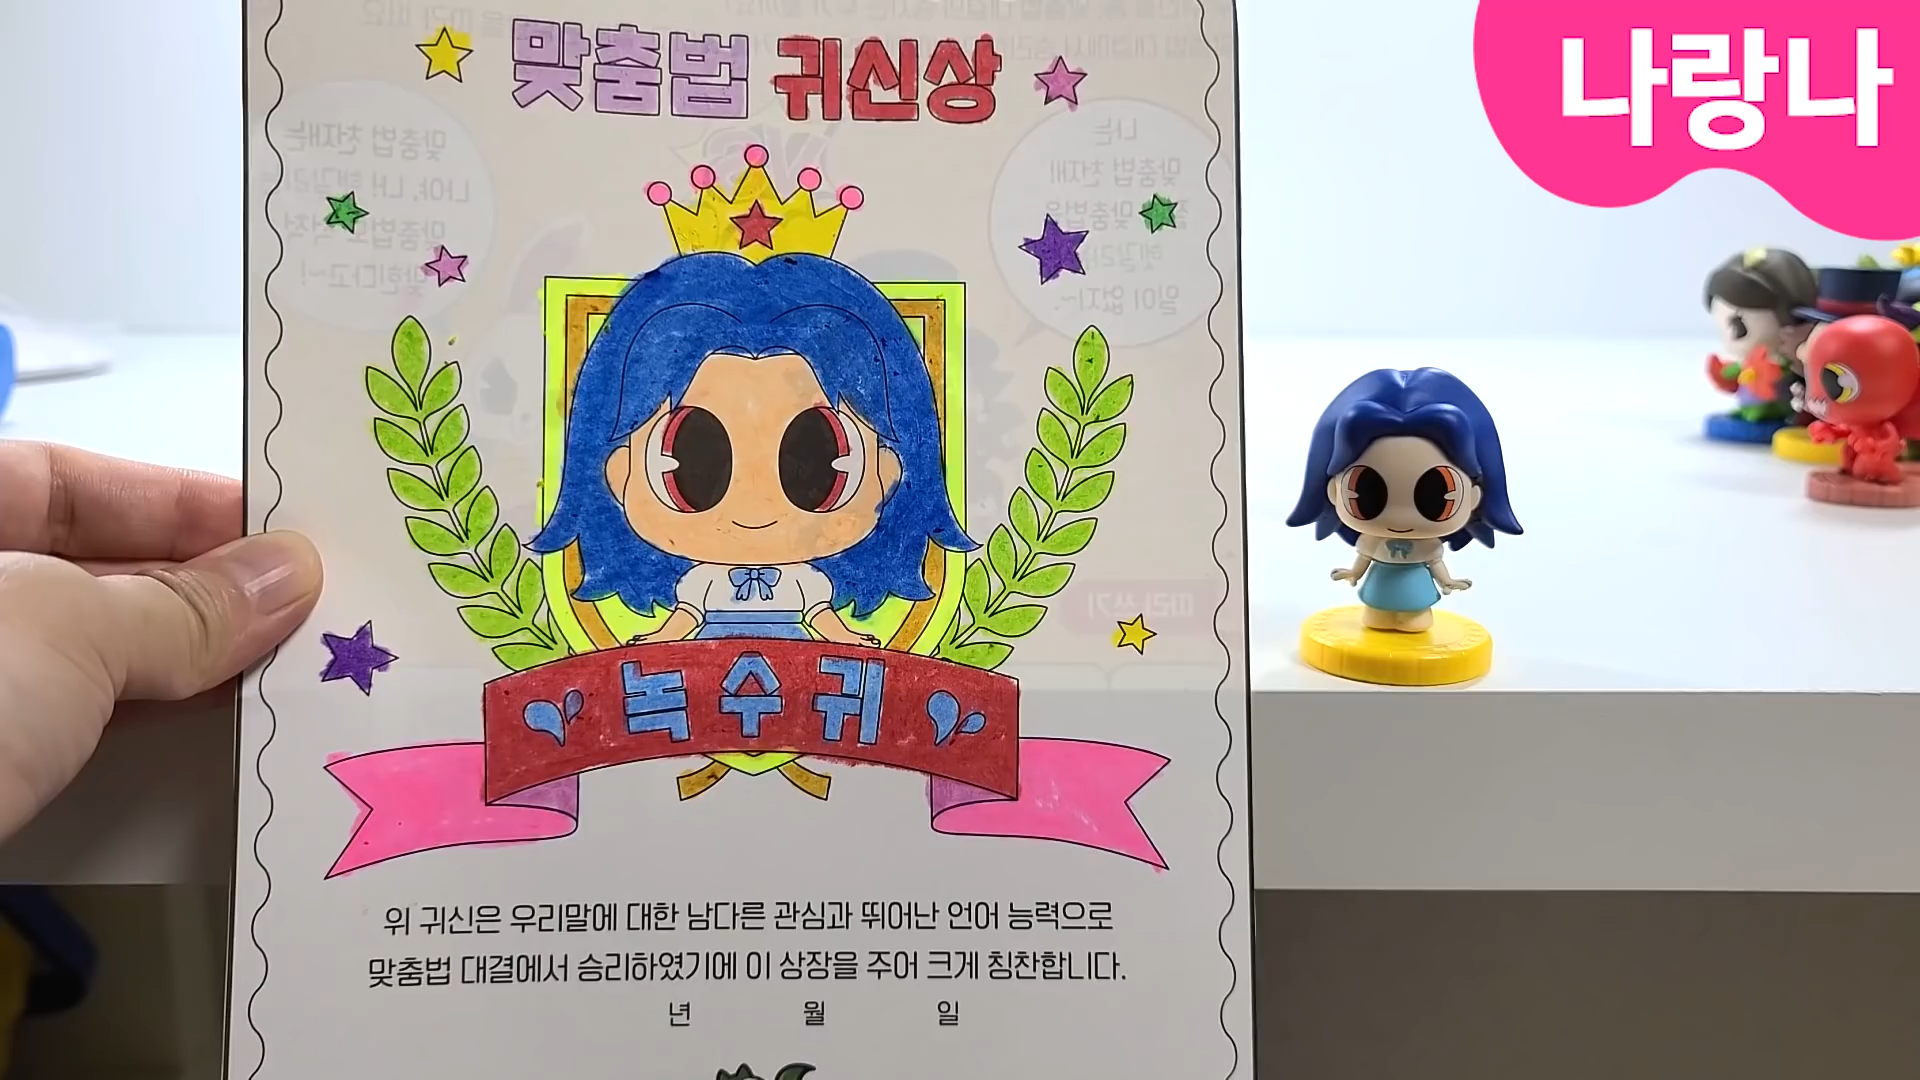 맞춤법 귀신상
나랑나
녹수귀
위 귀신은 우리말에 대한 남다른 관심과 뛰어난 언어 능력으로
맞춤법 대결에서 승리하였기에 이 상장을 주어 크게 칭찬합니다.
년 월 일